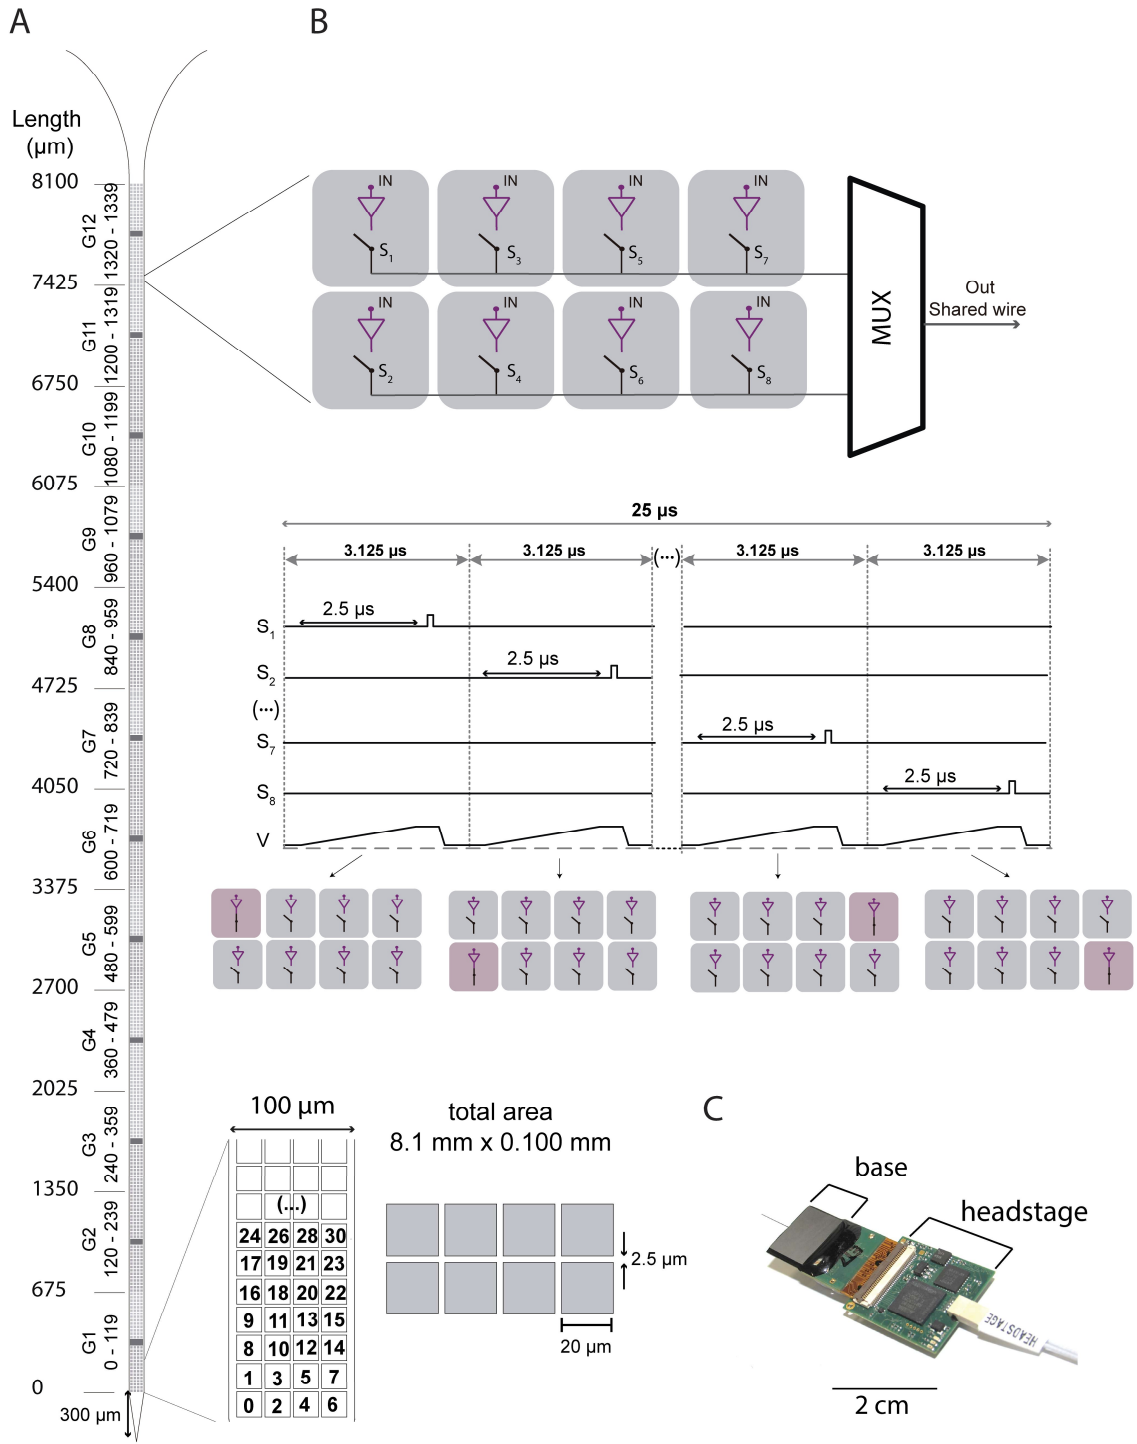 A
B
Length
(µm)
8100
7425
6750
6075
5400
4725
4050
3375
2700
2025
1350
675
0
300 µm
G12
1320 - 1339
G11
1200 - 1319
G10
1080 - 1199
G9
960 - 1079
G8
840 - 959
G7
720 - 839
G6
600 - 719
G5
480 - 599
G4
360 - 479
G3
240 - 359
G2
120 - 239
G1
0 - 119
IN IN IN IN
S1 S3 S5 S7
IN IN IN IN
S2 S4 S6 S8
MUX
Out
Shared wire
25 µs
3.125 µs 3.125 µs (...) 3.125 µs 3.125 µs
2.5 µs
S1
2.5 µs
S2
(...)
2.5 µs
S7
2.5 µs
S8
V
100 µm
(...)
24 26 28 30
17 19 21 23
16 18 20 22
9 11 13 15
8 10 12 14
1 3 5 7
0 2 4 6
total area
8.1 mm x 0.100 mm
2.5 µm
20 µm
C
base
headstage
HEADSTAGE
2 cm